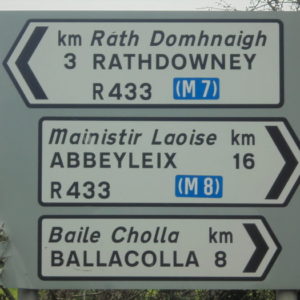 km Ráth Domhnaigh
3 RATHDOWNEY
R433 (M7)
Mainistir Laoise km
ABBEYLEIX 16
R433 (M8)
Baile Cholla km
BALLACOLLA 8